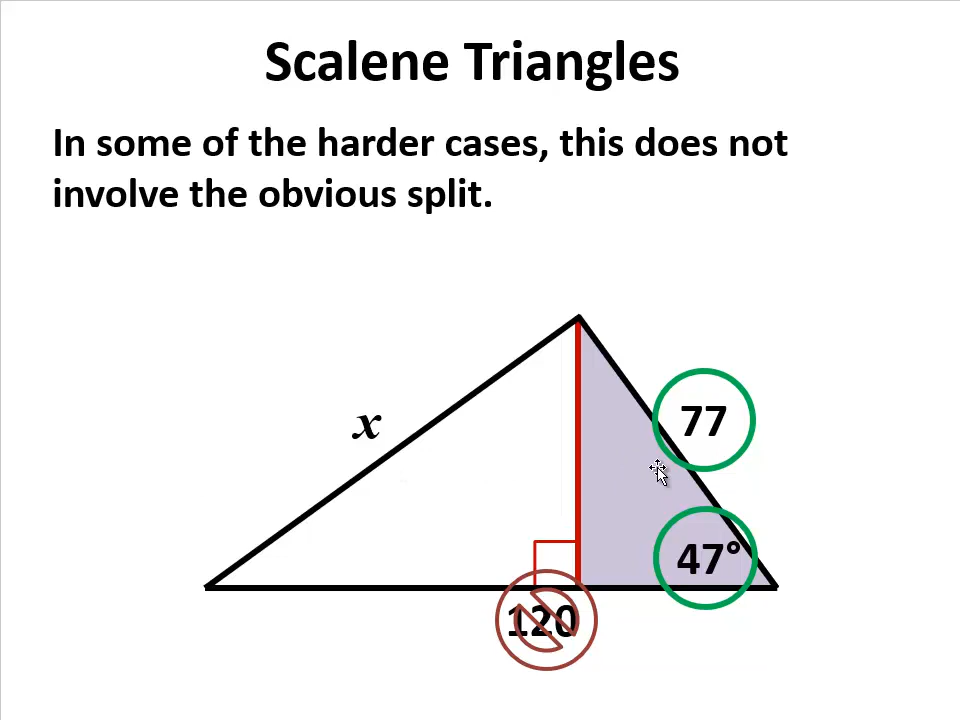 Scalene Triangles
In some of the harder cases, this does not
involve the obvious split.
x
77
47°
120